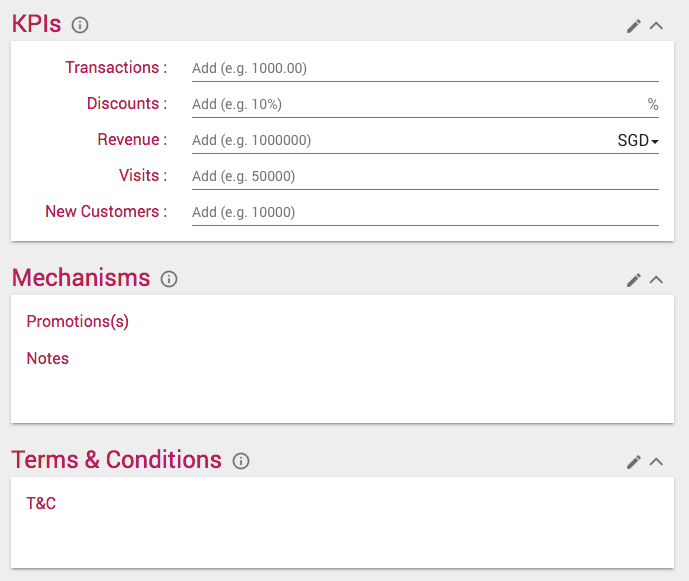 KPIs
Transactions : Add (e.g. 1000.00)
Discounts : Add (e.g. 10%) %
Revenue : Add (e.g. 1000000) SGD
Visits : Add (e.g. 50000)
New Customers : Add (e.g. 10000)
Mechanisms
Promotions(s)
Notes
Terms & Conditions
T&C